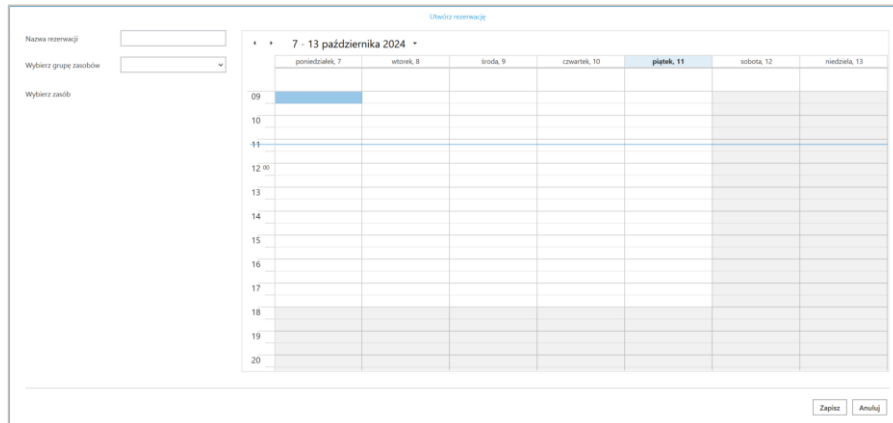 Utwórz rezerwację
Nazwa rezerwacji
Wybierz grupę zasobów
Wybierz zasób
7 - 13 października 2024
poniedziałek, 7 wtorek, 8 środa, 9 czwartek, 10 piątek, 11 sobota, 12 niedziela, 13
09
10
11
12 00
13
14
15
16
17
18
19
20
Zapisz Anuluj